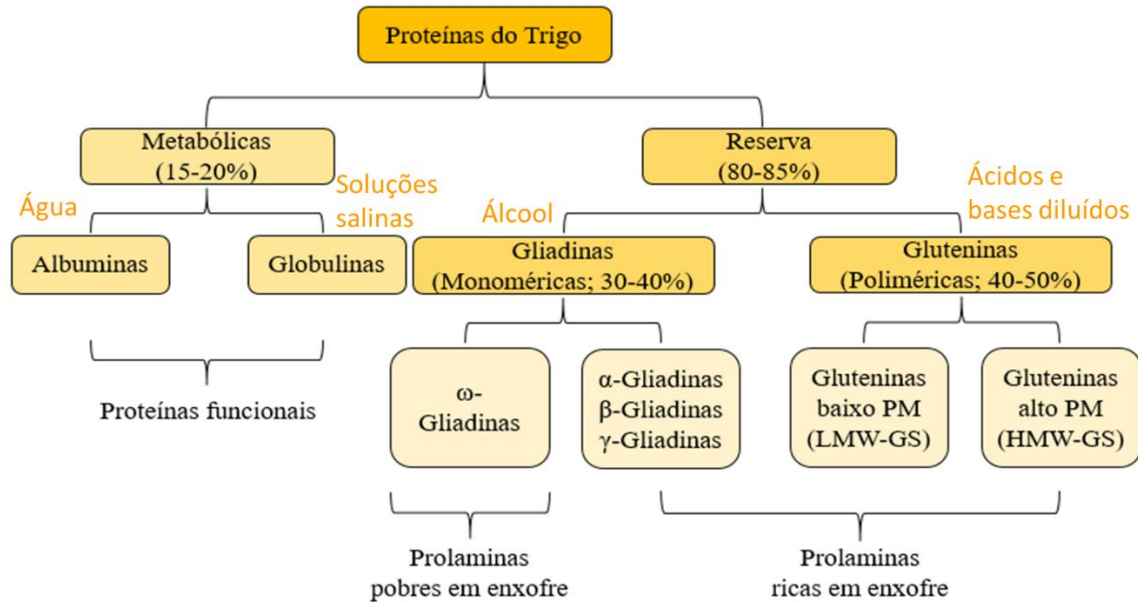 Proteínas do Trigo
Metabólicas
(15-20%)
Reserva
(80-85%)
Água
Soluções
salinas
Álcool
Ácidos e
bases diluídos
Albuminas
Globulinas
Gliadinas
(Monoméricas; 30-40%)
Gluteninas
(Poliméricas; 40-50%)
Proteínas funcionais
ω-
Gliadinas
α-Gliadinas
β-Gliadinas
γ-Gliadinas
Gluteninas
baixo PM
(LMW-GS)
Gluteninas
alto PM
(HMW-GS)
Prolaminas
pobres em enxofre
Prolaminas
ricas em enxofre